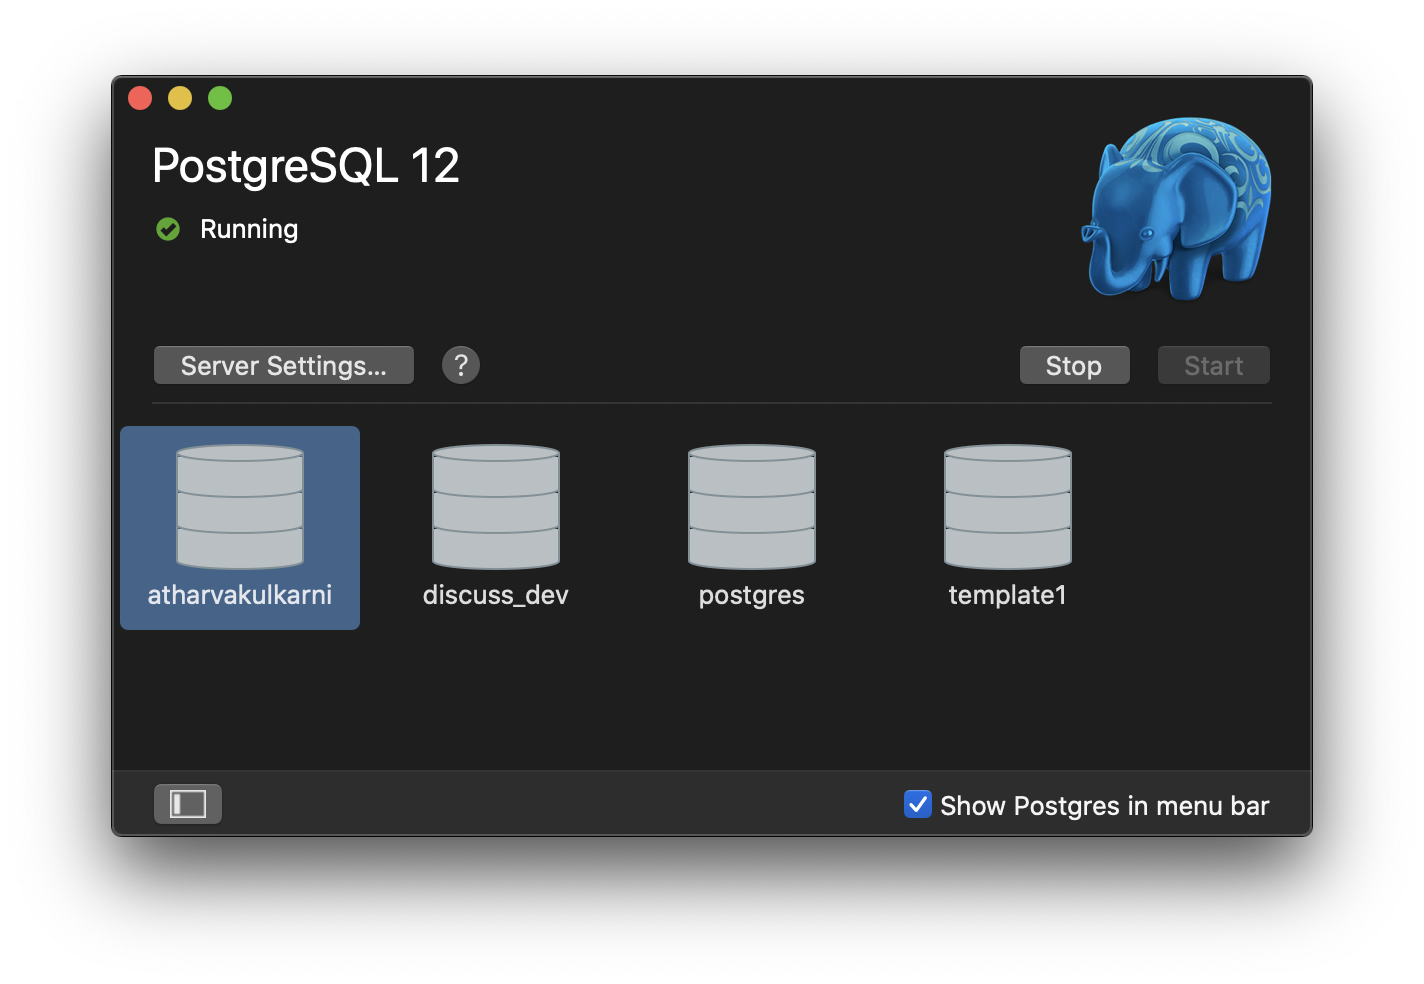 PostgreSQL 12
Running
Server Settings...
?
Stop
Start
atharvakulkarni
discuss_dev
postgres
template1
Show Postgres in menu bar